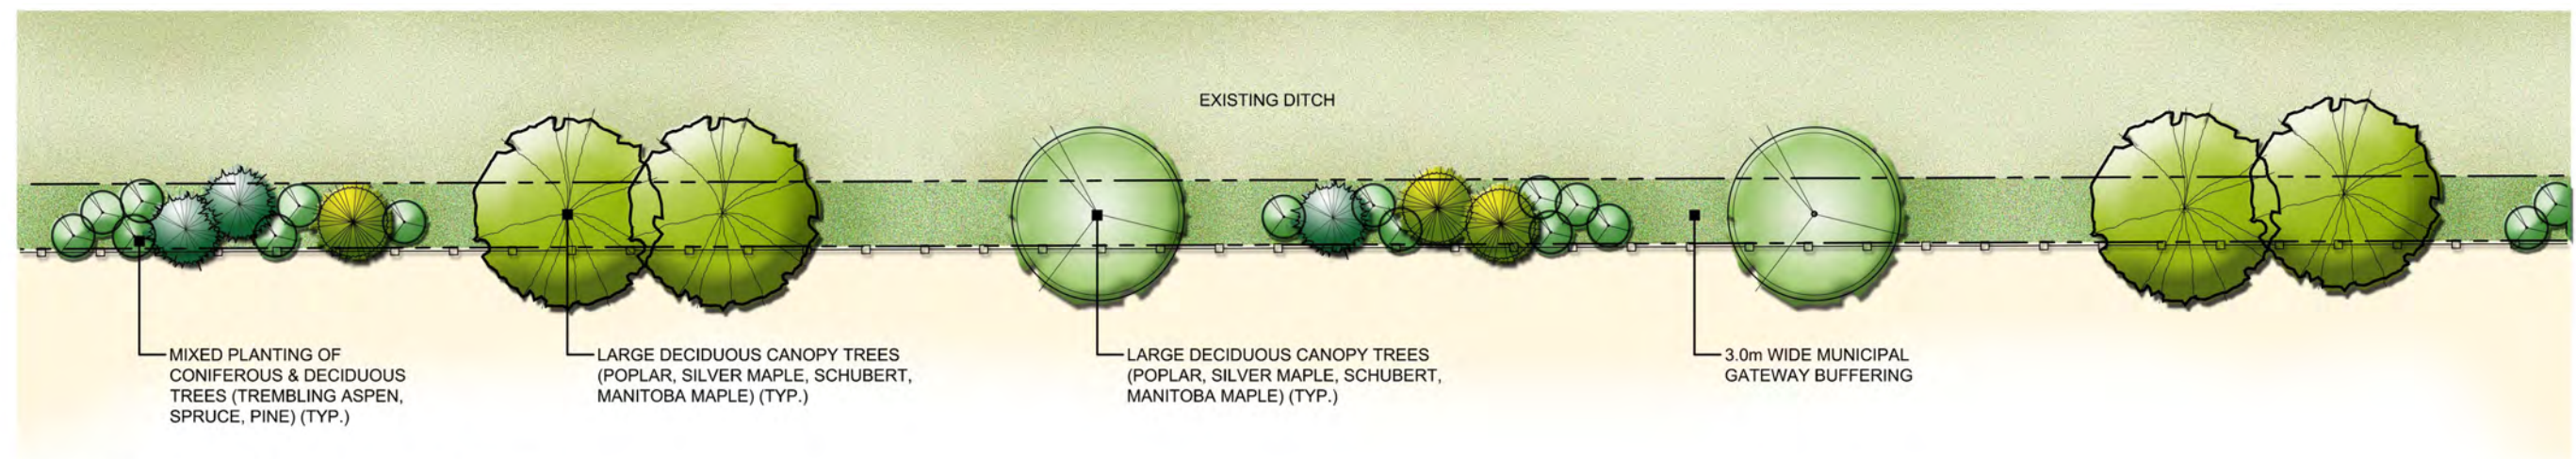 EXISTING DITCH
MIXED PLANTING OF
CONIFEROUS & DECIDUOUS
TREES (TREMBLING ASPEN,
SPRUCE, PINE) (TYP.)
LARGE DECIDUOUS CANOPY TREES
(POPLAR, SILVER MAPLE, SCHUBERT,
MANITOBA MAPLE) (TYP.)
LARGE DECIDUOUS CANOPY TREES
(POPLAR, SILVER MAPLE, SCHUBERT,
MANITOBA MAPLE) (TYP.)
3.0m WIDE MUNICIPAL
GATEWAY BUFFERING